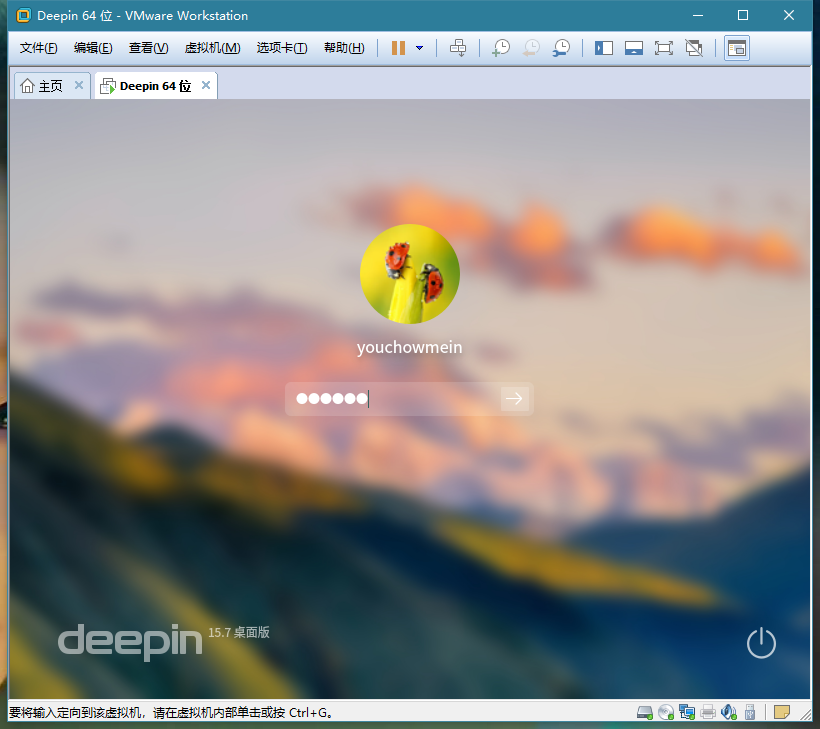 Deepin 64 位 - VMware Workstation
文件(F) 编辑(E) 查看(V) 虚拟机(M) 选项卡(T) 帮助(H)
主页 Deepin 64 位
youchowmein
deepin 15.7 桌面版
要将输入定向到该虚拟机，请在虚拟机内部单击或按 Ctrl+G。